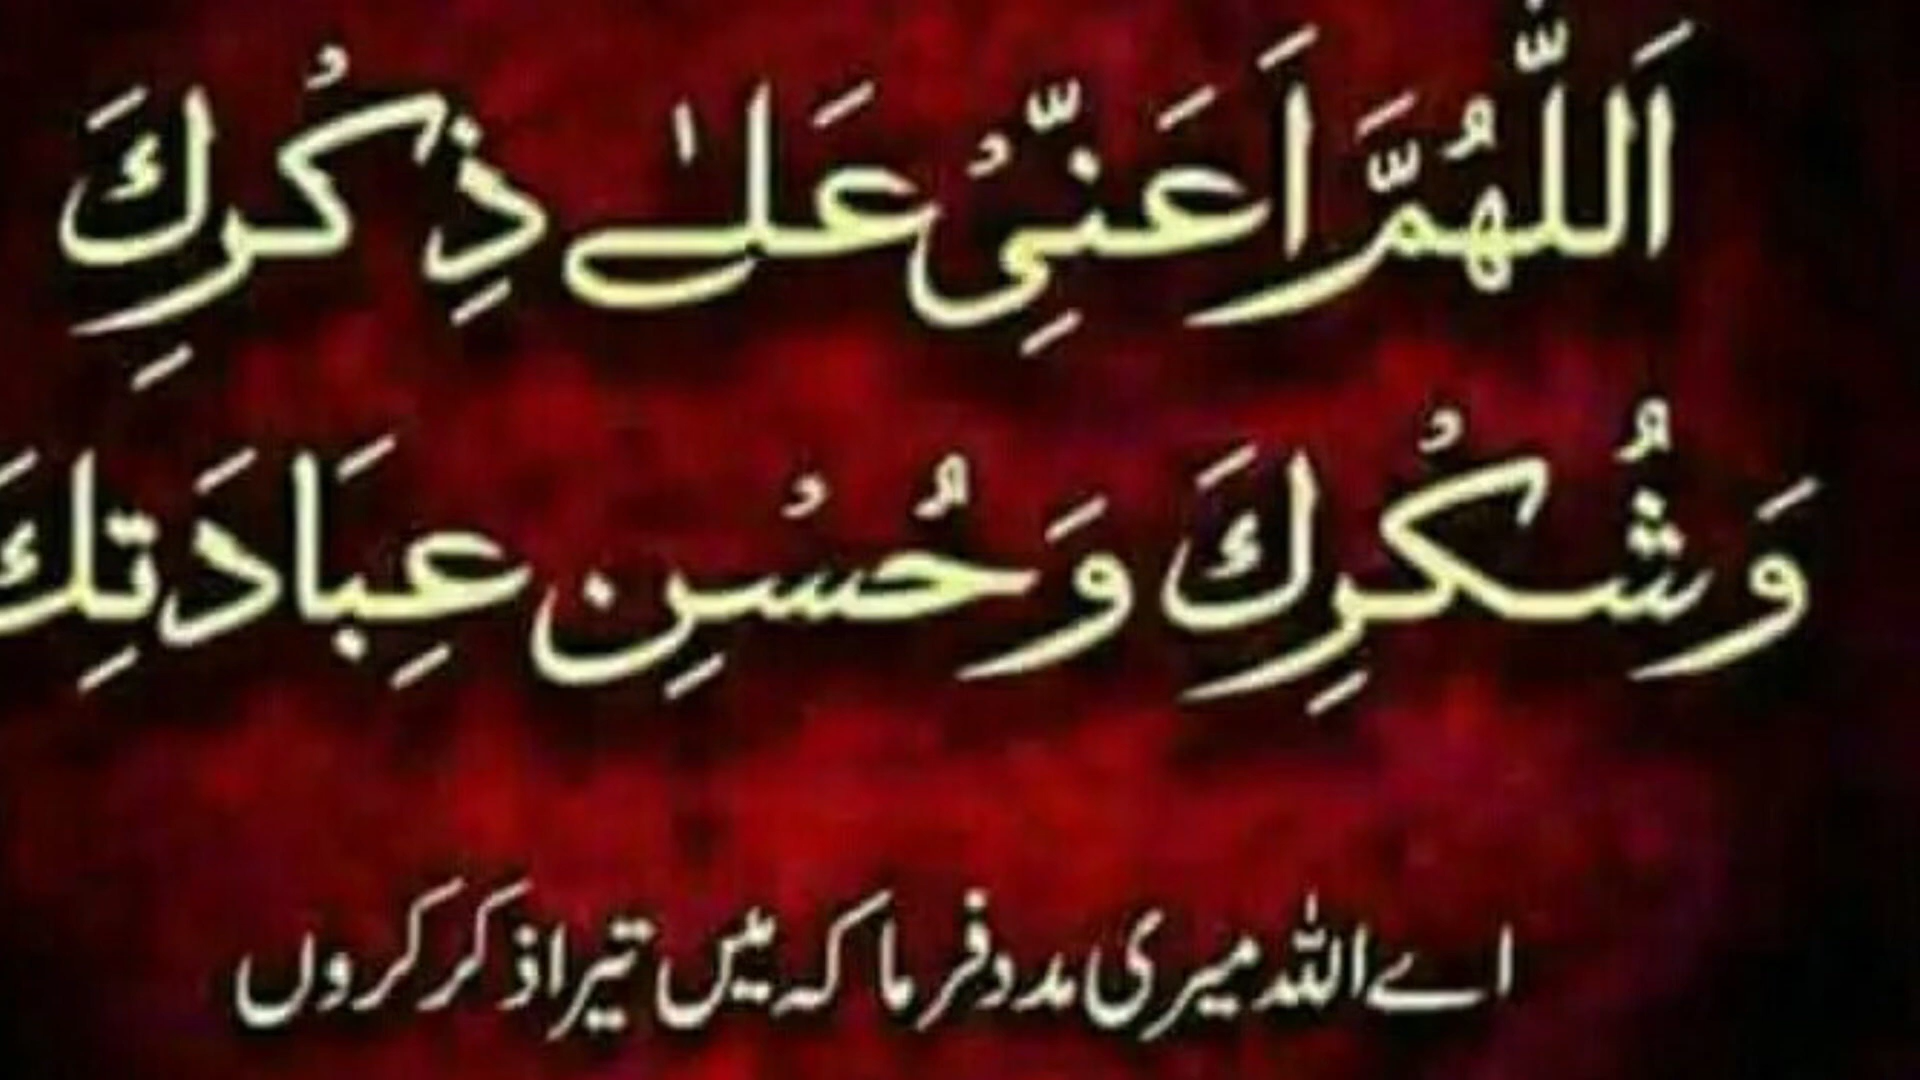 اَللّٰهُمَّ اَعَنِّیْ عَلٰے ذِکْرِكَ
وَشُکْرِكَ وَحُسْنِ عِبَادَتِكَ
اے اللہ میری مدد فرما کہ میں تیرا ذکر کروں